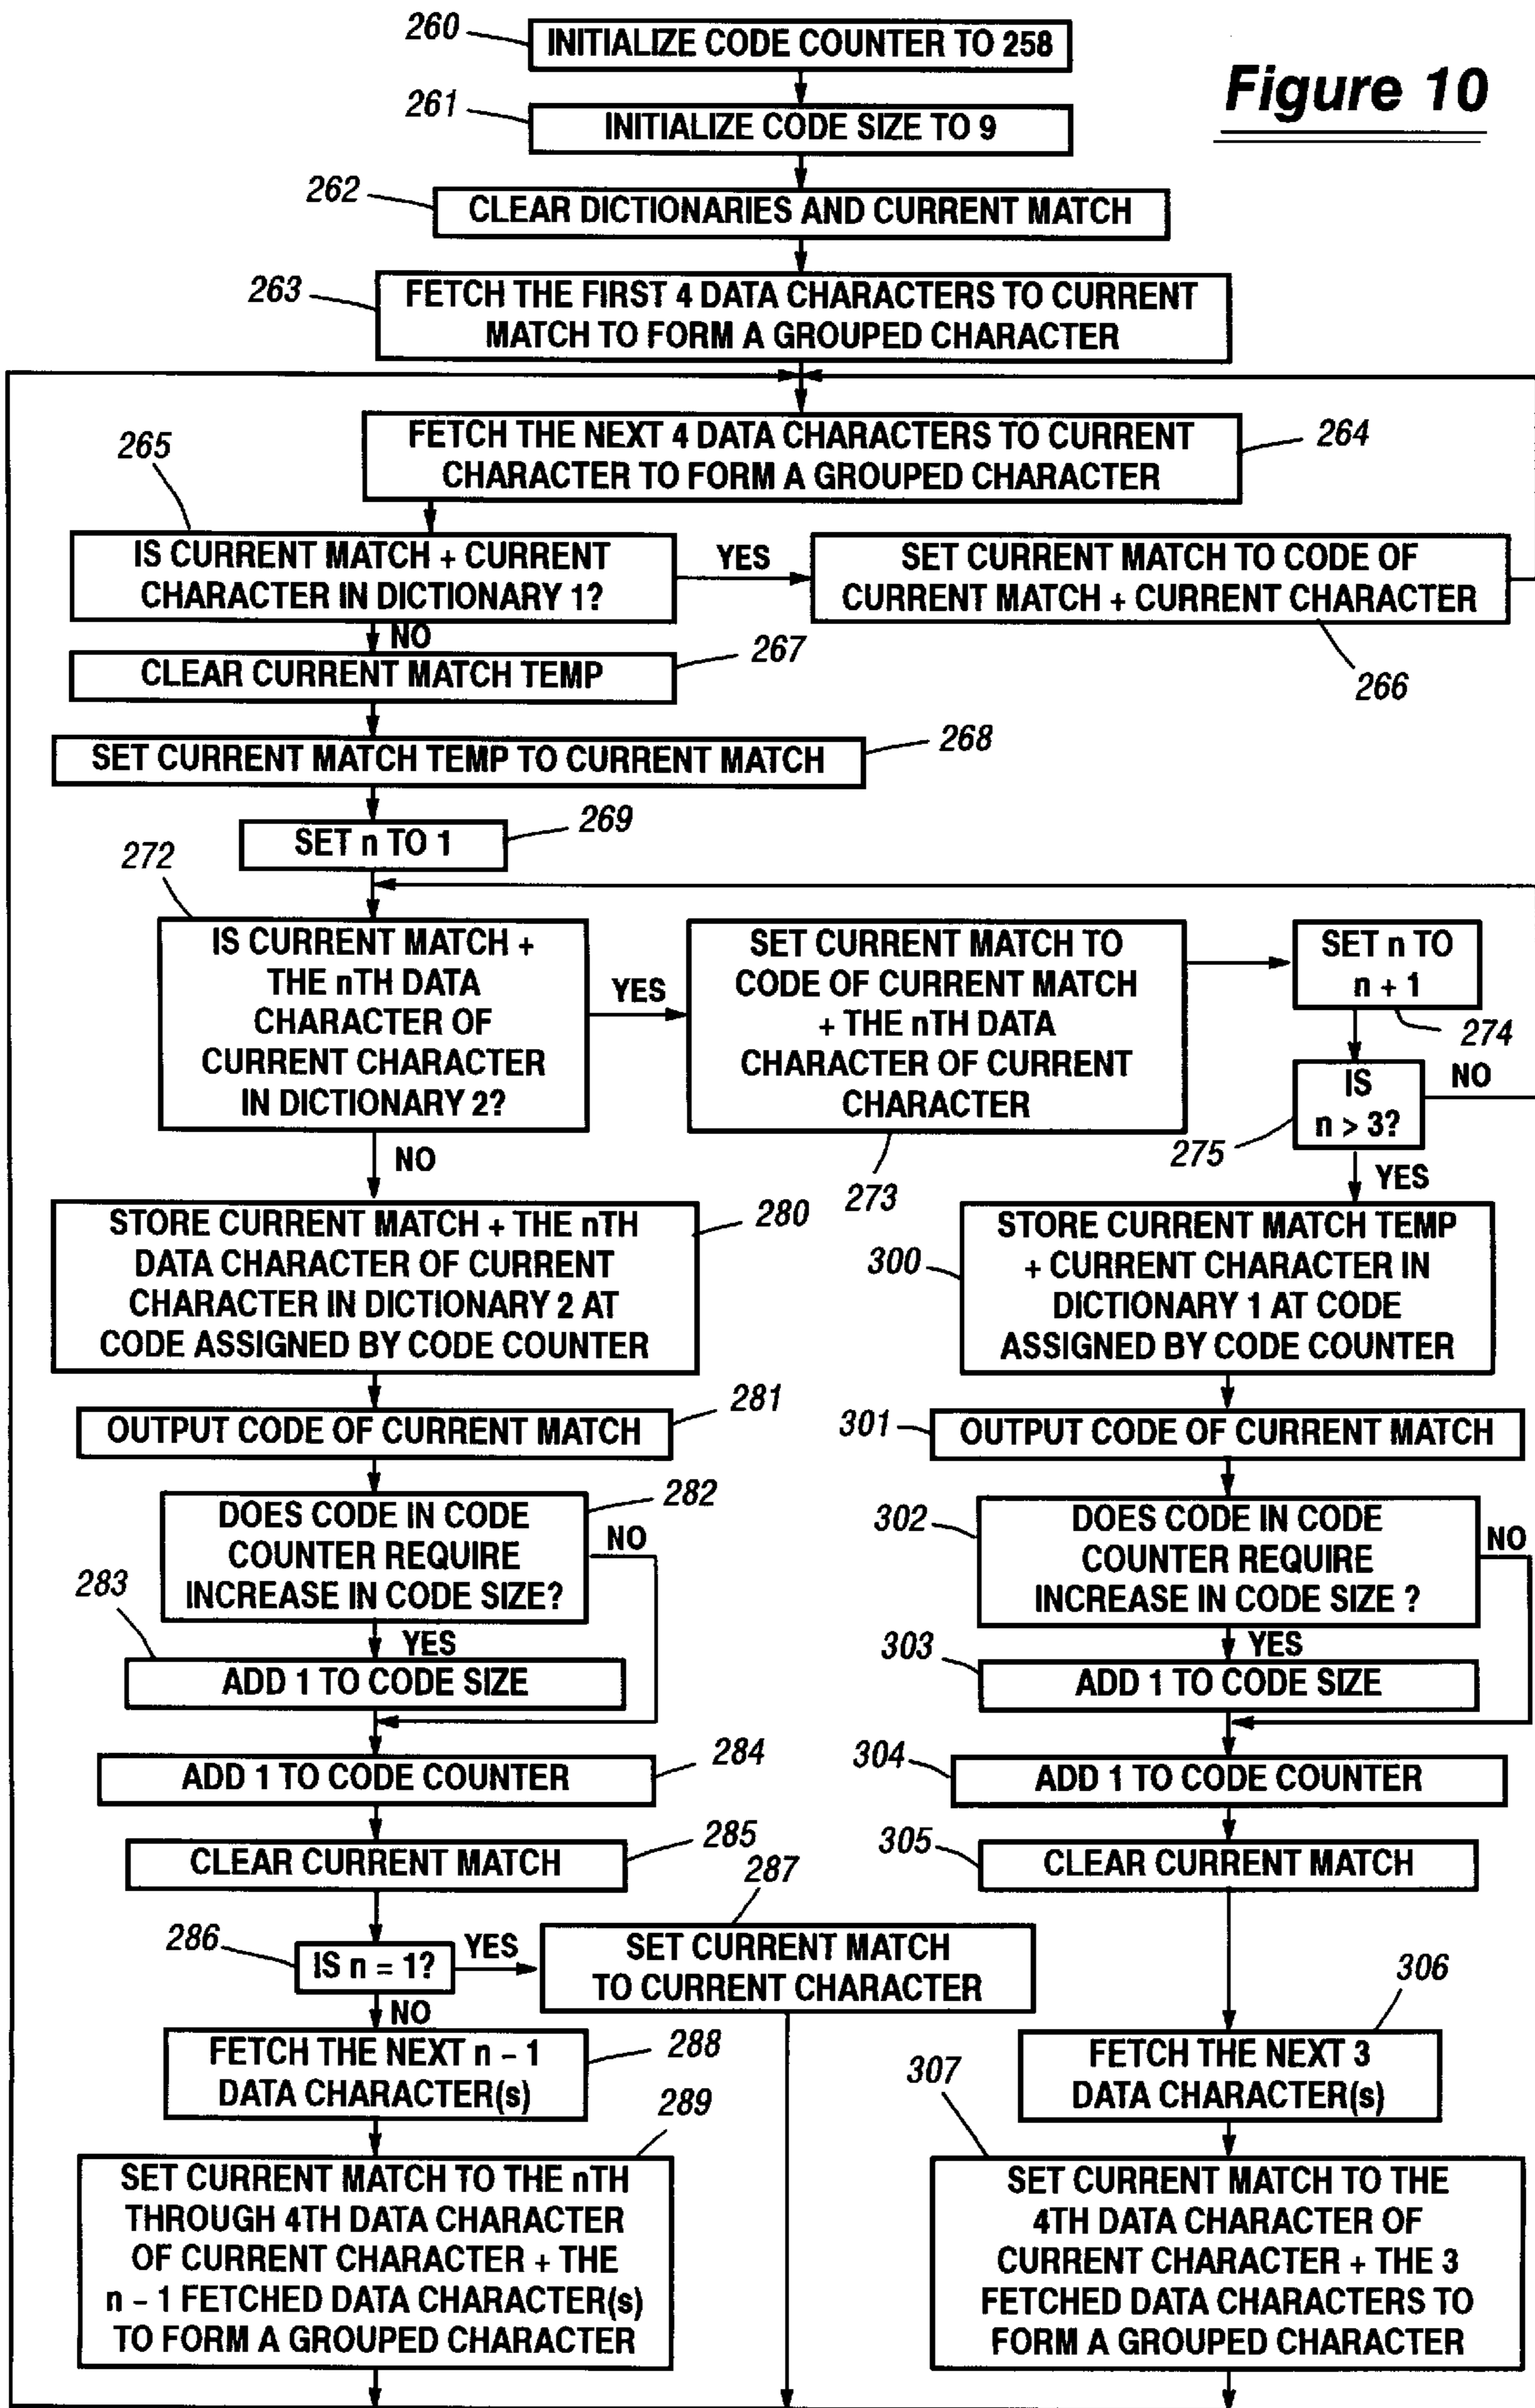 260
INITIALIZE CODE COUNTER TO 258
Figure 10
261
INITIALIZE CODE SIZE TO 9
262
CLEAR DICTIONARIES AND CURRENT MATCH
263
FETCH THE FIRST 4 DATA CHARACTERS TO CURRENT
MATCH TO FORM A GROUPED CHARACTER
FETCH THE NEXT 4 DATA CHARACTERS TO CURRENT
CHARACTER TO FORM A GROUPED CHARACTER
264
265
IS CURRENT MATCH + CURRENT
CHARACTER IN DICTIONARY 1?
YES
SET CURRENT MATCH TO CODE OF
CURRENT MATCH + CURRENT CHARACTER
266
NO
CLEAR CURRENT MATCH TEMP
267
SET CURRENT MATCH TEMP TO CURRENT MATCH
268
SET n TO 1
269
272
IS CURRENT MATCH +
THE nTH DATA
CHARACTER OF
CURRENT CHARACTER
IN DICTIONARY 2?
YES
SET CURRENT MATCH TO
CODE OF CURRENT MATCH
+ THE nTH DATA
CHARACTER OF CURRENT
CHARACTER
273
SET n TO
n + 1
274
IS
n > 3?
275
NO
YES
NO
STORE CURRENT MATCH + THE nTH
DATA CHARACTER OF CURRENT
CHARACTER IN DICTIONARY 2 AT
CODE ASSIGNED BY CODE COUNTER
280
300
STORE CURRENT MATCH TEMP
+ CURRENT CHARACTER IN
DICTIONARY 1 AT CODE
ASSIGNED BY CODE COUNTER
OUTPUT CODE OF CURRENT MATCH
281
301
OUTPUT CODE OF CURRENT MATCH
DOES CODE IN CODE
COUNTER REQUIRE
INCREASE IN CODE SIZE?
282
NO
302
DOES CODE IN CODE
COUNTER REQUIRE
INCREASE IN CODE SIZE ?
NO
283
YES
ADD 1 TO CODE SIZE
303
YES
ADD 1 TO CODE SIZE
ADD 1 TO CODE COUNTER
284
304
ADD 1 TO CODE COUNTER
CLEAR CURRENT MATCH
285
305
CLEAR CURRENT MATCH
286
IS n = 1?
YES
287
SET CURRENT MATCH
TO CURRENT CHARACTER
NO
FETCH THE NEXT n – 1
DATA CHARACTER(s)
288
306
FETCH THE NEXT 3
DATA CHARACTER(s)
289
SET CURRENT MATCH TO THE nTH
THROUGH 4TH DATA CHARACTER
OF CURRENT CHARACTER + THE
n – 1 FETCHED DATA CHARACTER(s)
TO FORM A GROUPED CHARACTER
307
SET CURRENT MATCH TO THE
4TH DATA CHARACTER OF
CURRENT CHARACTER + THE 3
FETCHED DATA CHARACTERS TO
FORM A GROUPED CHARACTER